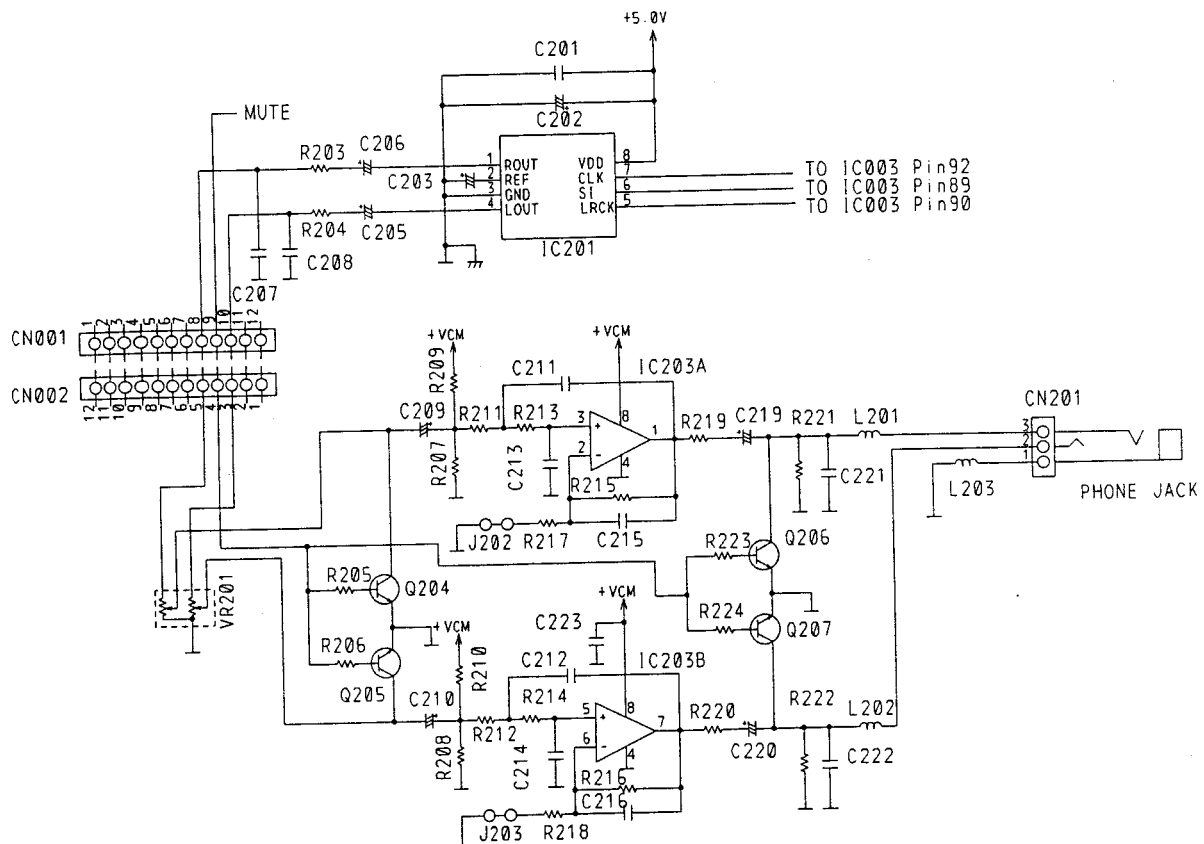 +5.0V
C201
MUTE
C202
C206
R203
C203
1 ROUT VDD 8
2 REF CLK 7
3 GND SI 6
4 LOUT LRCK 5
TO IC003 Pin92
TO IC003 Pin89
TO IC003 Pin90
R204
C205
IC201
C208
C207
CN001
1 2 3 4 5 6 7 8 9 10 11 12
CN002
12 11 10 9 8 7 6 5 4 3 2 1
+VCM
R209
C211
+VCM
IC203A
C209
R211
R213
3
+
8
1
2
-
4
R219
C219
R221
L201
CN201
3
2
1
R207
C213
R215
C221
L203
PHONE JACK
J202
R217
C215
R223
Q206
R205
Q204
VR201
R224
Q207
R206
Q205
+VCM
R210
+VCM
C223
C212
IC203B
C210
R212
R214
5
+
8
7
6
-
4
R220
C220
R222
L202
R208
C214
R216
C222
C216
J203
R218